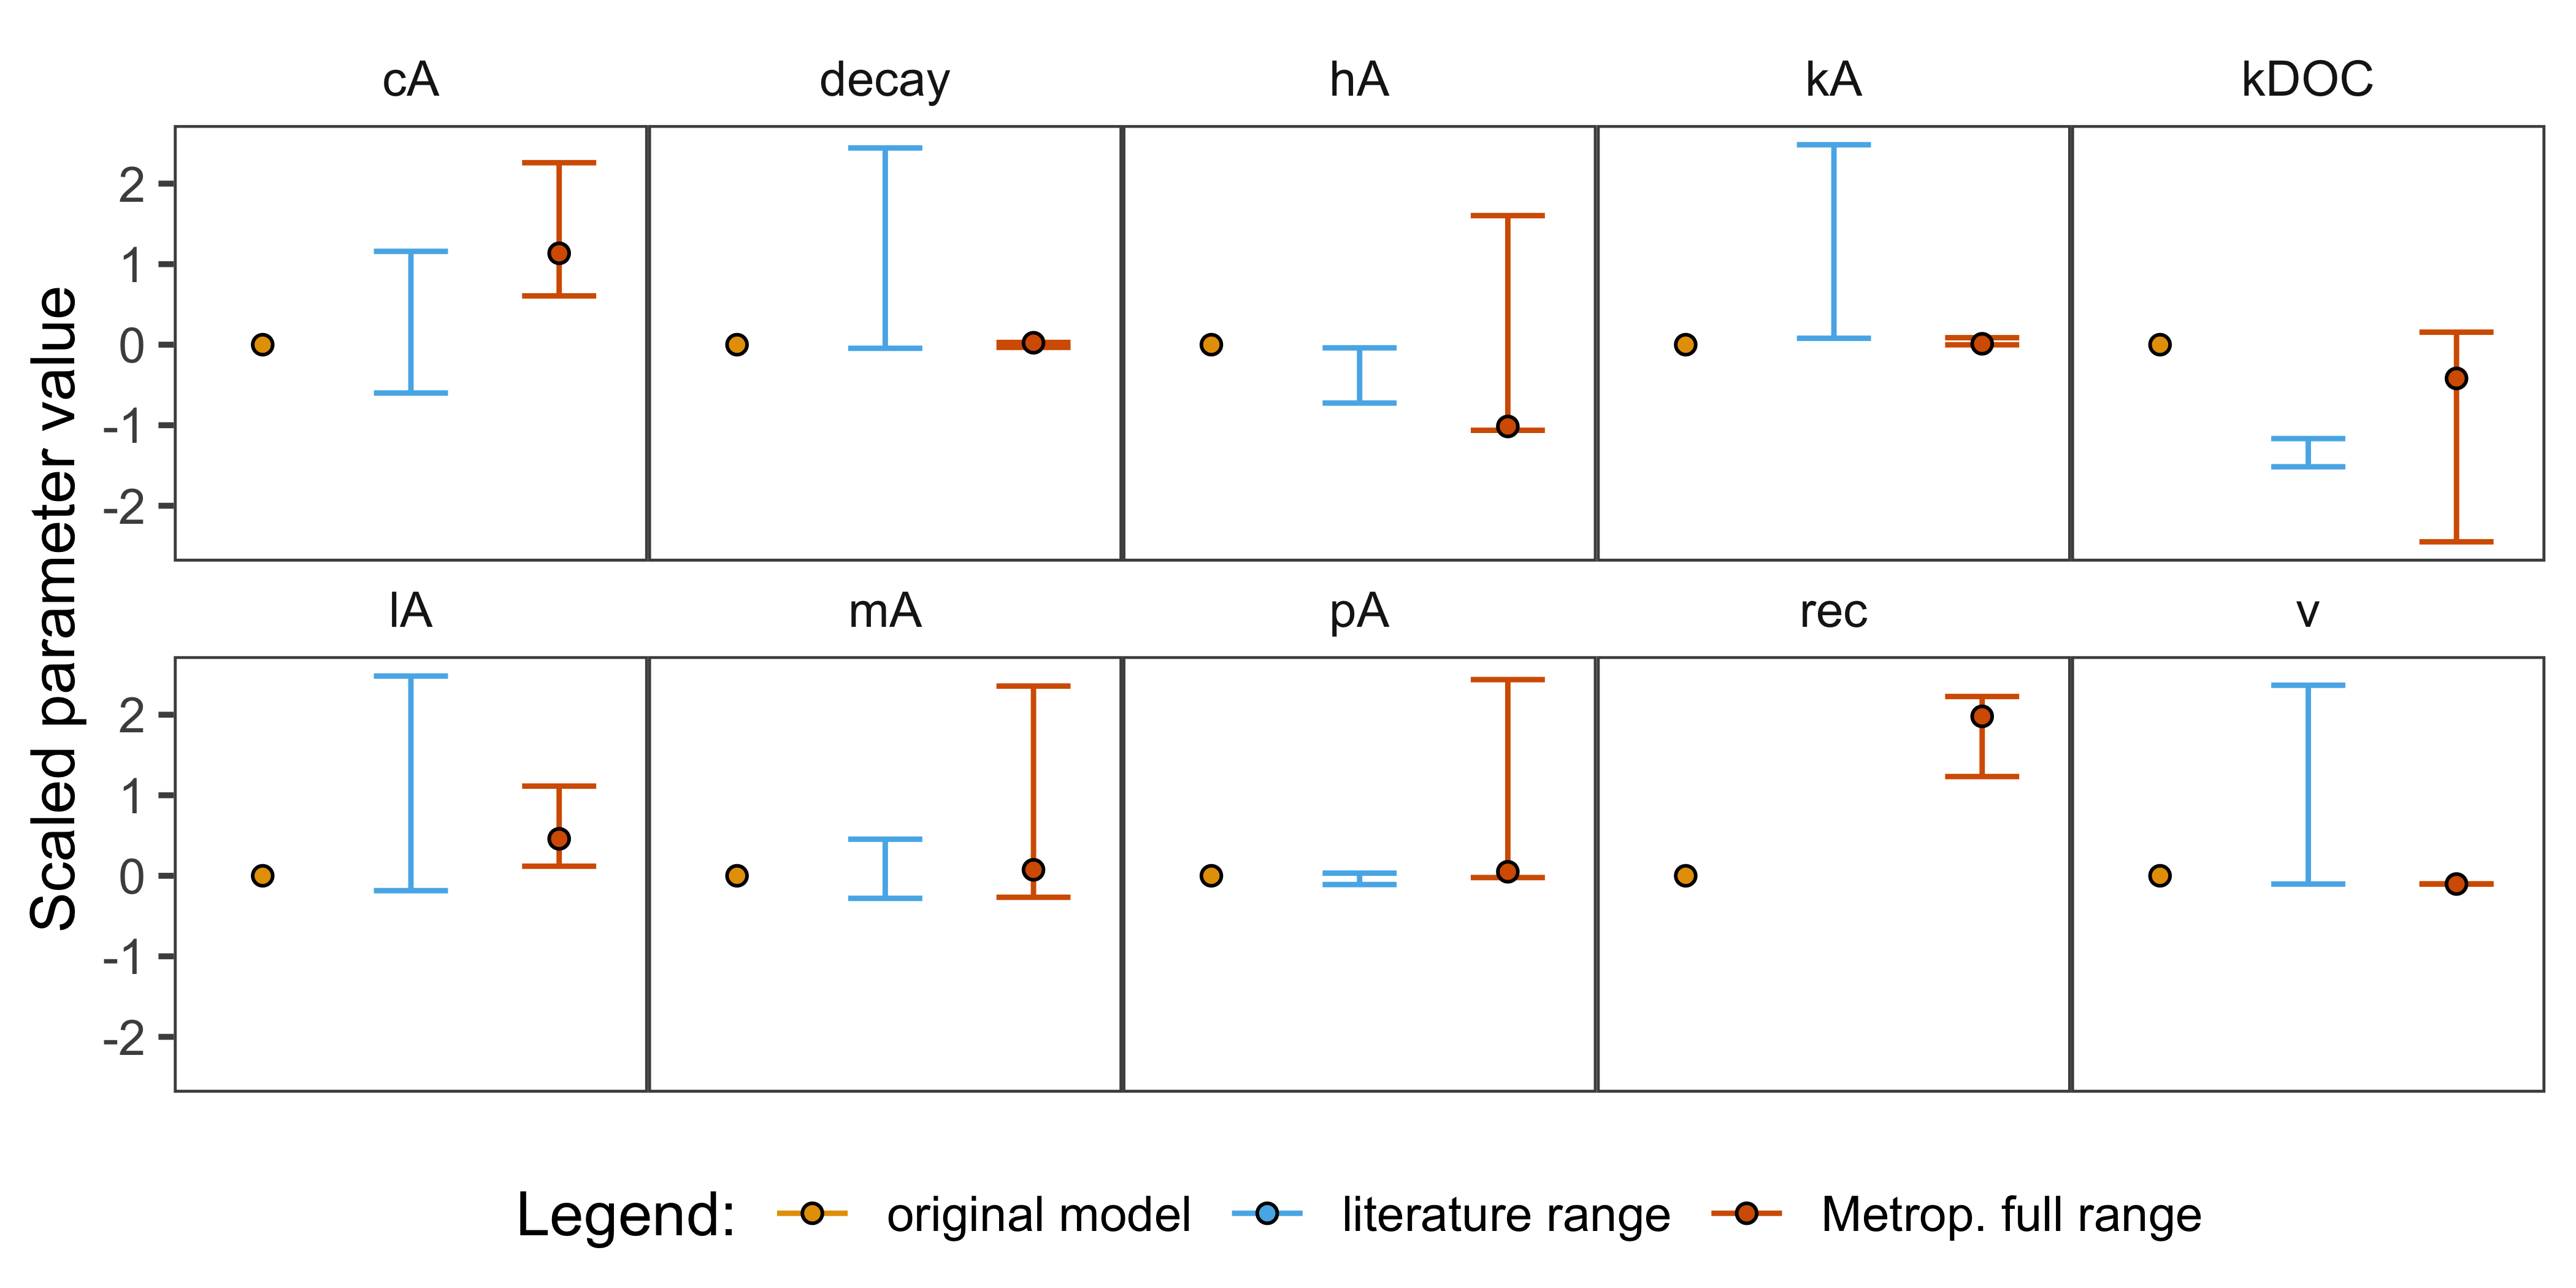 cA decay hA kA kDOC
2
1
0
-1
-2
lA mA pA rec v
2
1
0
-1
-2
Scaled parameter value
Legend: original model literature range Metrop. full range